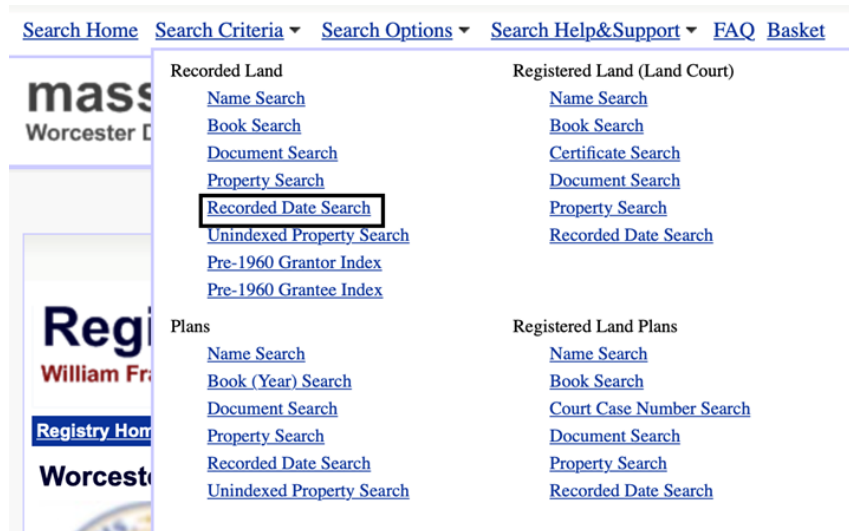 Search Home Search Criteria Search Options Search Help&Support FAQ Basket
Recorded Land
Name Search
Book Search
Document Search
Property Search
Recorded Date Search
Unindexed Property Search
Pre-1960 Grantor Index
Pre-1960 Grantee Index
Registered Land (Land Court)
Name Search
Book Search
Certificate Search
Document Search
Property Search
Recorded Date Search
Plans
Name Search
Book (Year) Search
Document Search
Property Search
Recorded Date Search
Unindexed Property Search
Registered Land Plans
Name Search
Book Search
Court Case Number Search
Document Search
Property Search
Recorded Date Search
mass
Worcester
Regi
William Fra
Registry Hom
Worceste